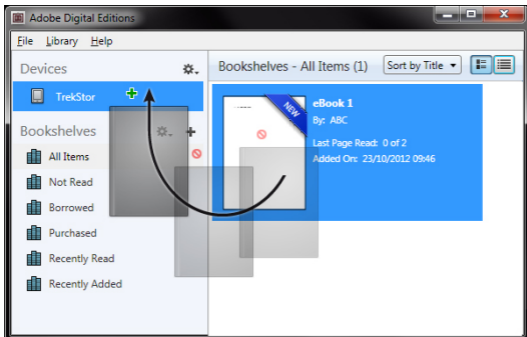 Adobe Digital Editions
File Library Help
Devices
TrekStor
Bookshelves
All Items
Not Read
Borrowed
Purchased
Recently Read
Recently Added
Bookshelves - All Items (1)
Sort by Title
NEW
eBook 1
By: ABC
Last Page Read: 0 of 2
Added On: 23/10/2012 09:46